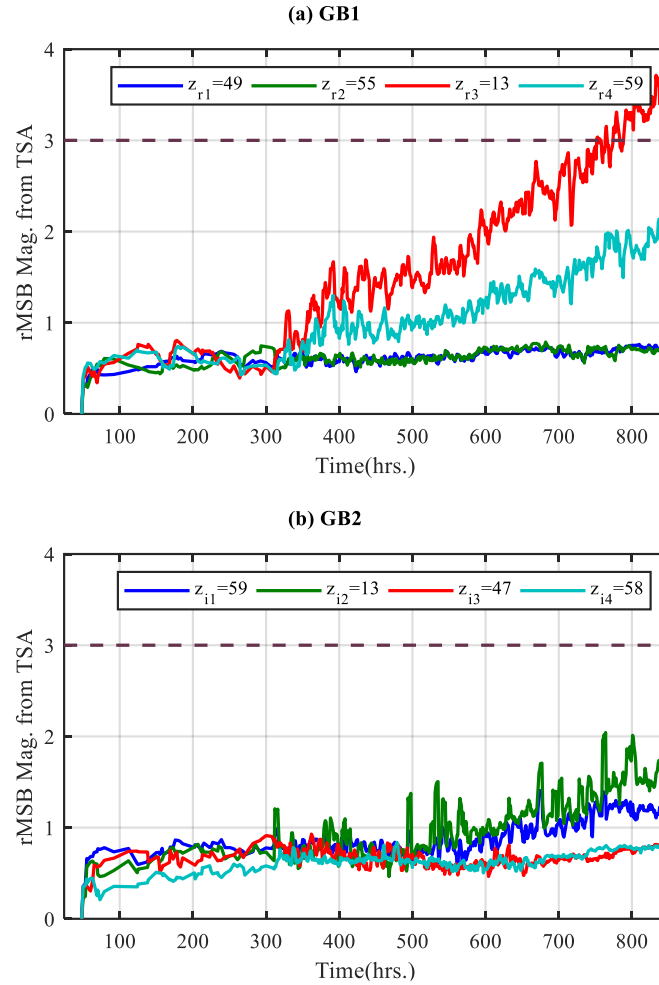 (a) GB1
4
z_r1=49 z_r2=55 z_r3=13 z_r4=59
3
2
1
0
rMSB Mag. from TSA
100 200 300 400 500 600 700 800
Time(hrs.)
(b) GB2
4
z_i1=59 z_i2=13 z_i3=47 z_i4=58
3
2
1
0
rMSB Mag. from TSA
100 200 300 400 500 600 700 800
Time(hrs.)